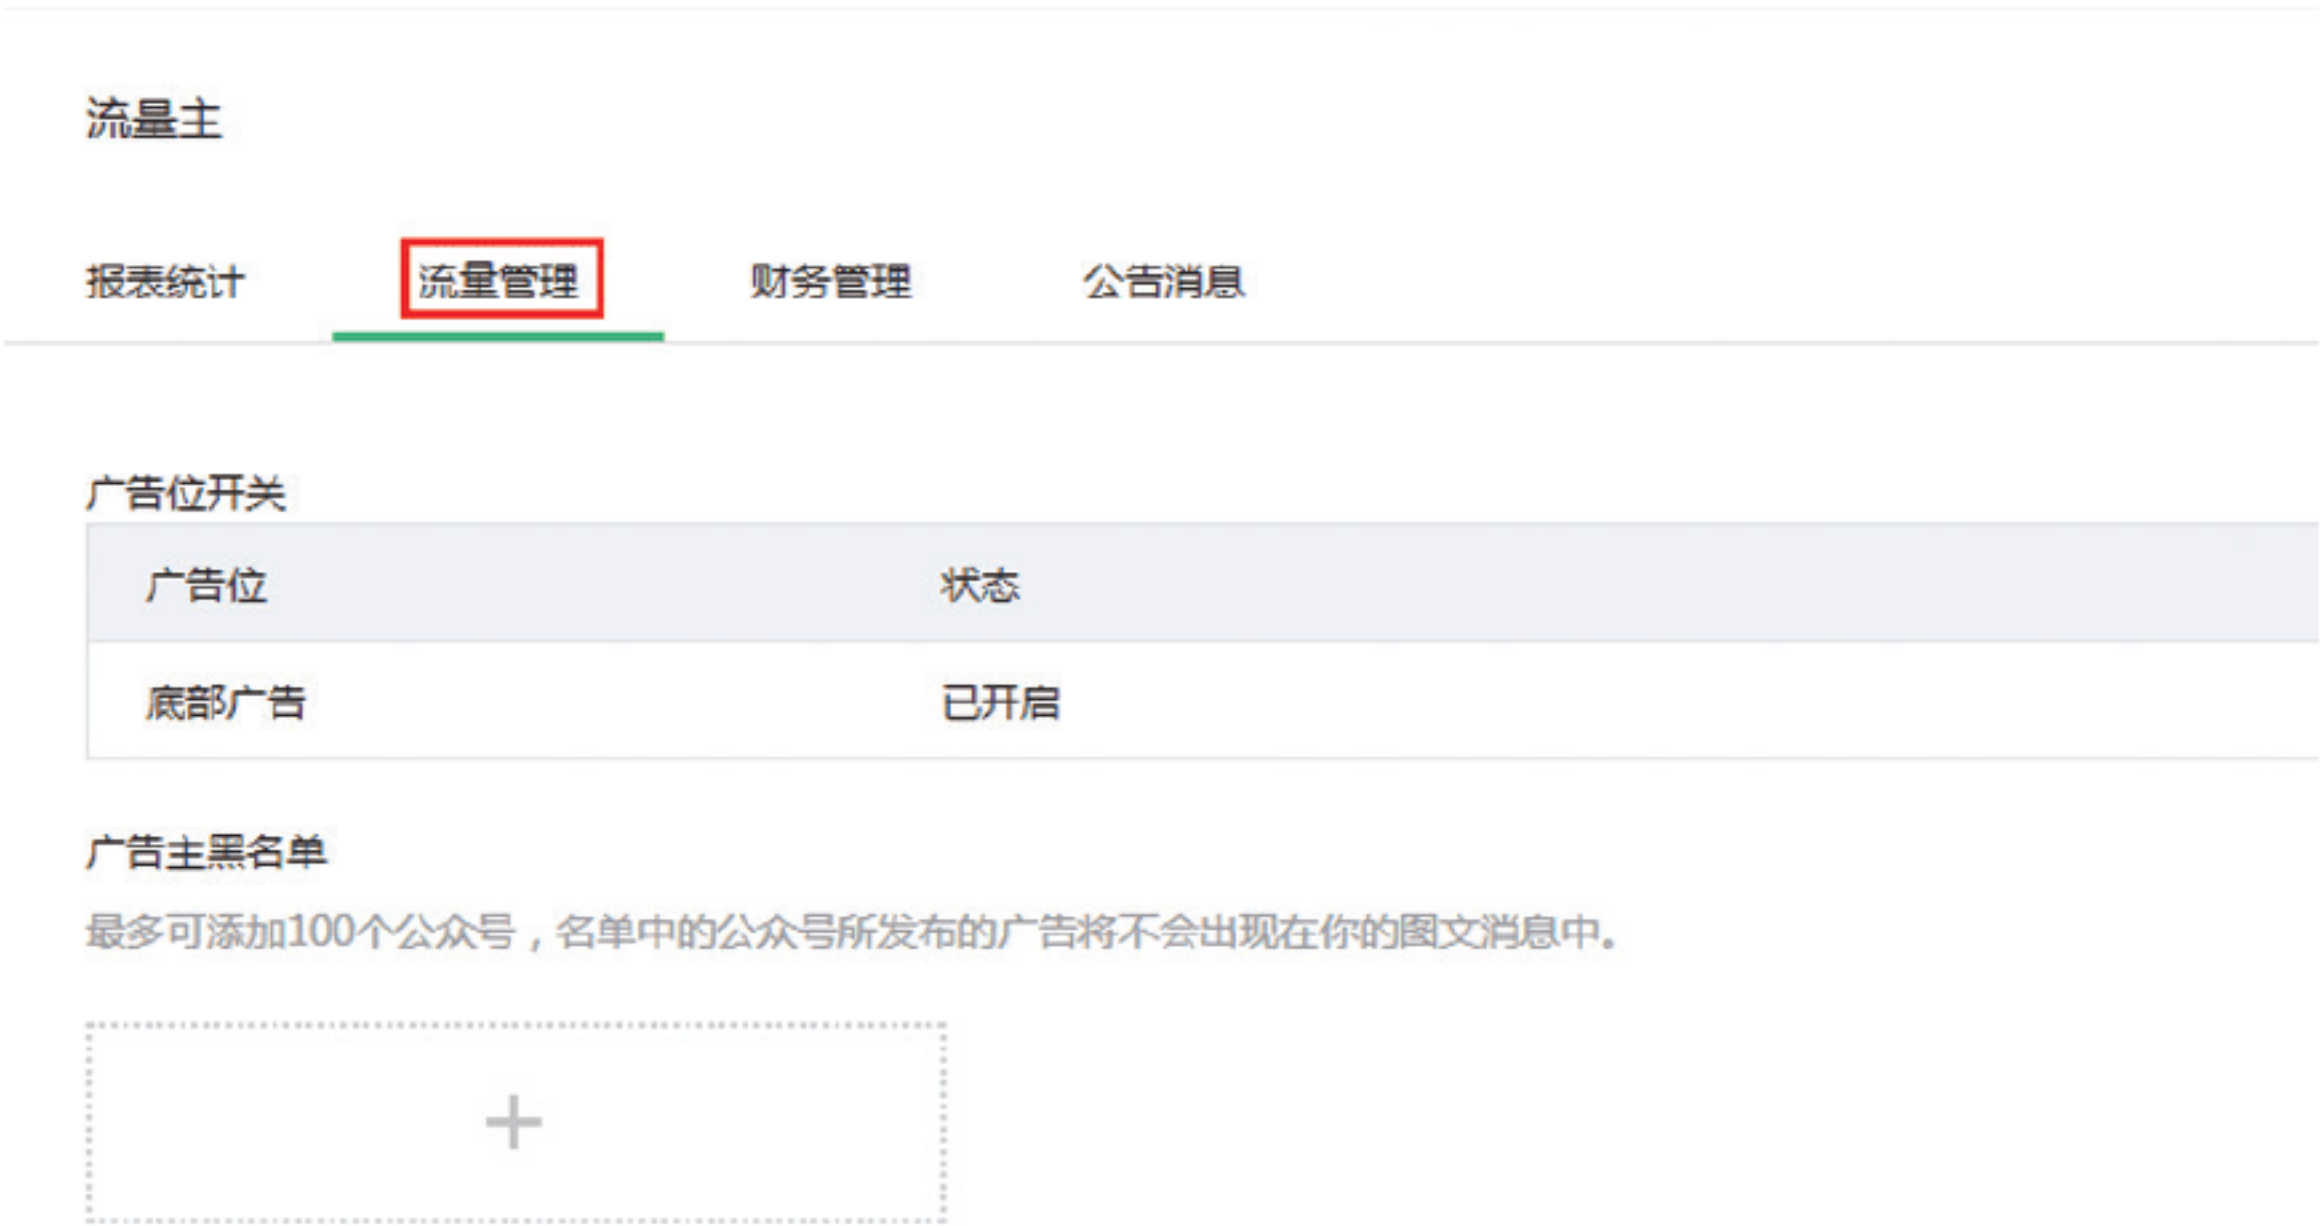 流量主
报表统计 流量管理 财务管理 公告消息
广告位开关
广告位 状态
底部广告 已开启
广告主黑名单
最多可添加100个公众号，名单中的公众号所发布的广告将不会出现在你的图文消息中。